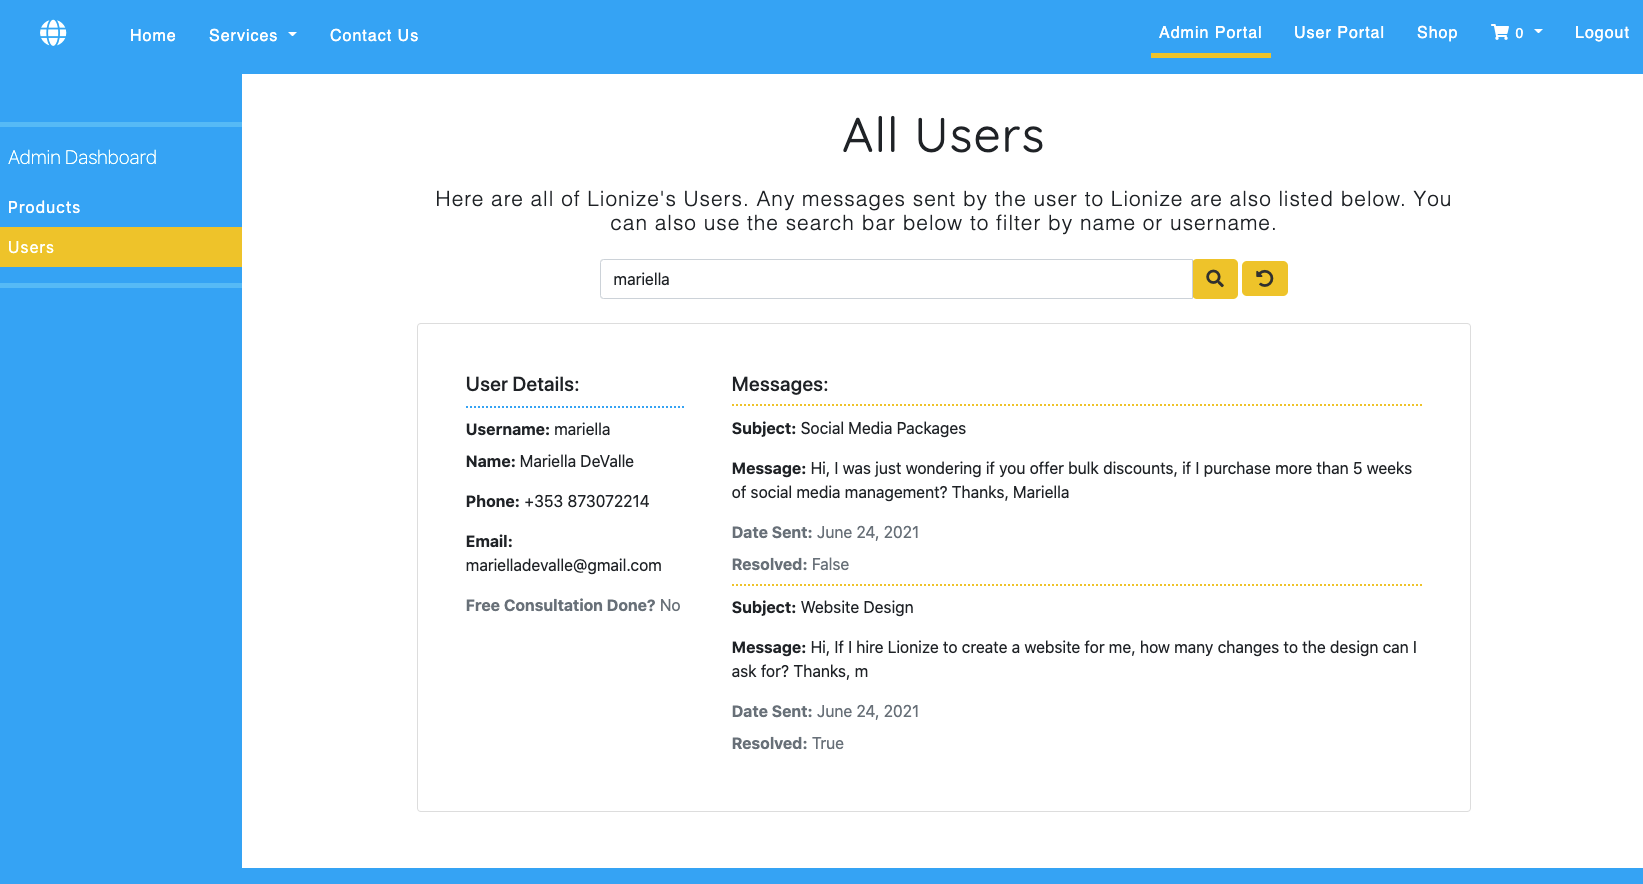 Home
Services
Contact Us
Admin Portal
User Portal
Shop
0
Logout
Admin Dashboard
Products
Users
All Users
Here are all of Lionize's Users. Any messages sent by the user to Lionize are also listed below. You
can also use the search bar below to filter by name or username.
mariella
User Details:
Username: mariella
Name: Mariella DeValle
Phone: +353 873072214
Email:
marielladevalle@gmail.com
Free Consultation Done? No
Messages:
Subject: Social Media Packages
Message: Hi, I was just wondering if you offer bulk discounts, if I purchase more than 5 weeks
of social media management? Thanks, Mariella
Date Sent: June 24, 2021
Resolved: False
Subject: Website Design
Message: Hi, If I hire Lionize to create a website for me, how many changes to the design can I
ask for? Thanks, m
Date Sent: June 24, 2021
Resolved: True